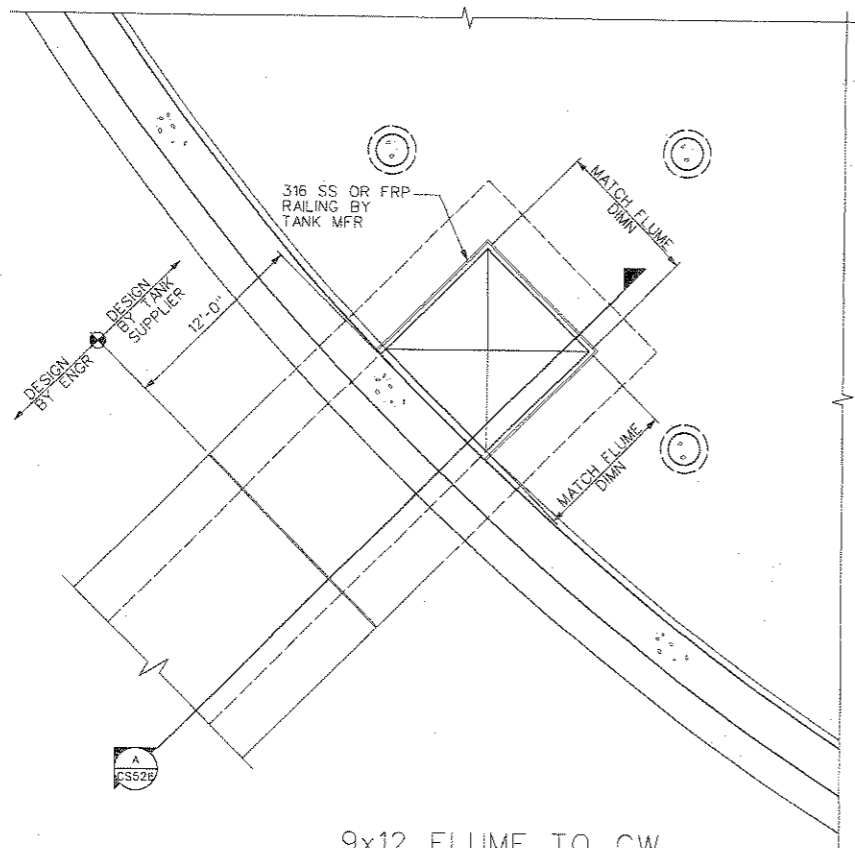 316 SS OR FRP
RAILING BY
TANK MFR
MATCH FLUME
DIMN
DESIGN
BY TANK
SUPPLIER
12'-0"
DESIGN
BY ENGR
MATCH FLUME
DIMN
A
CS526
9x12 FLUME TO CW